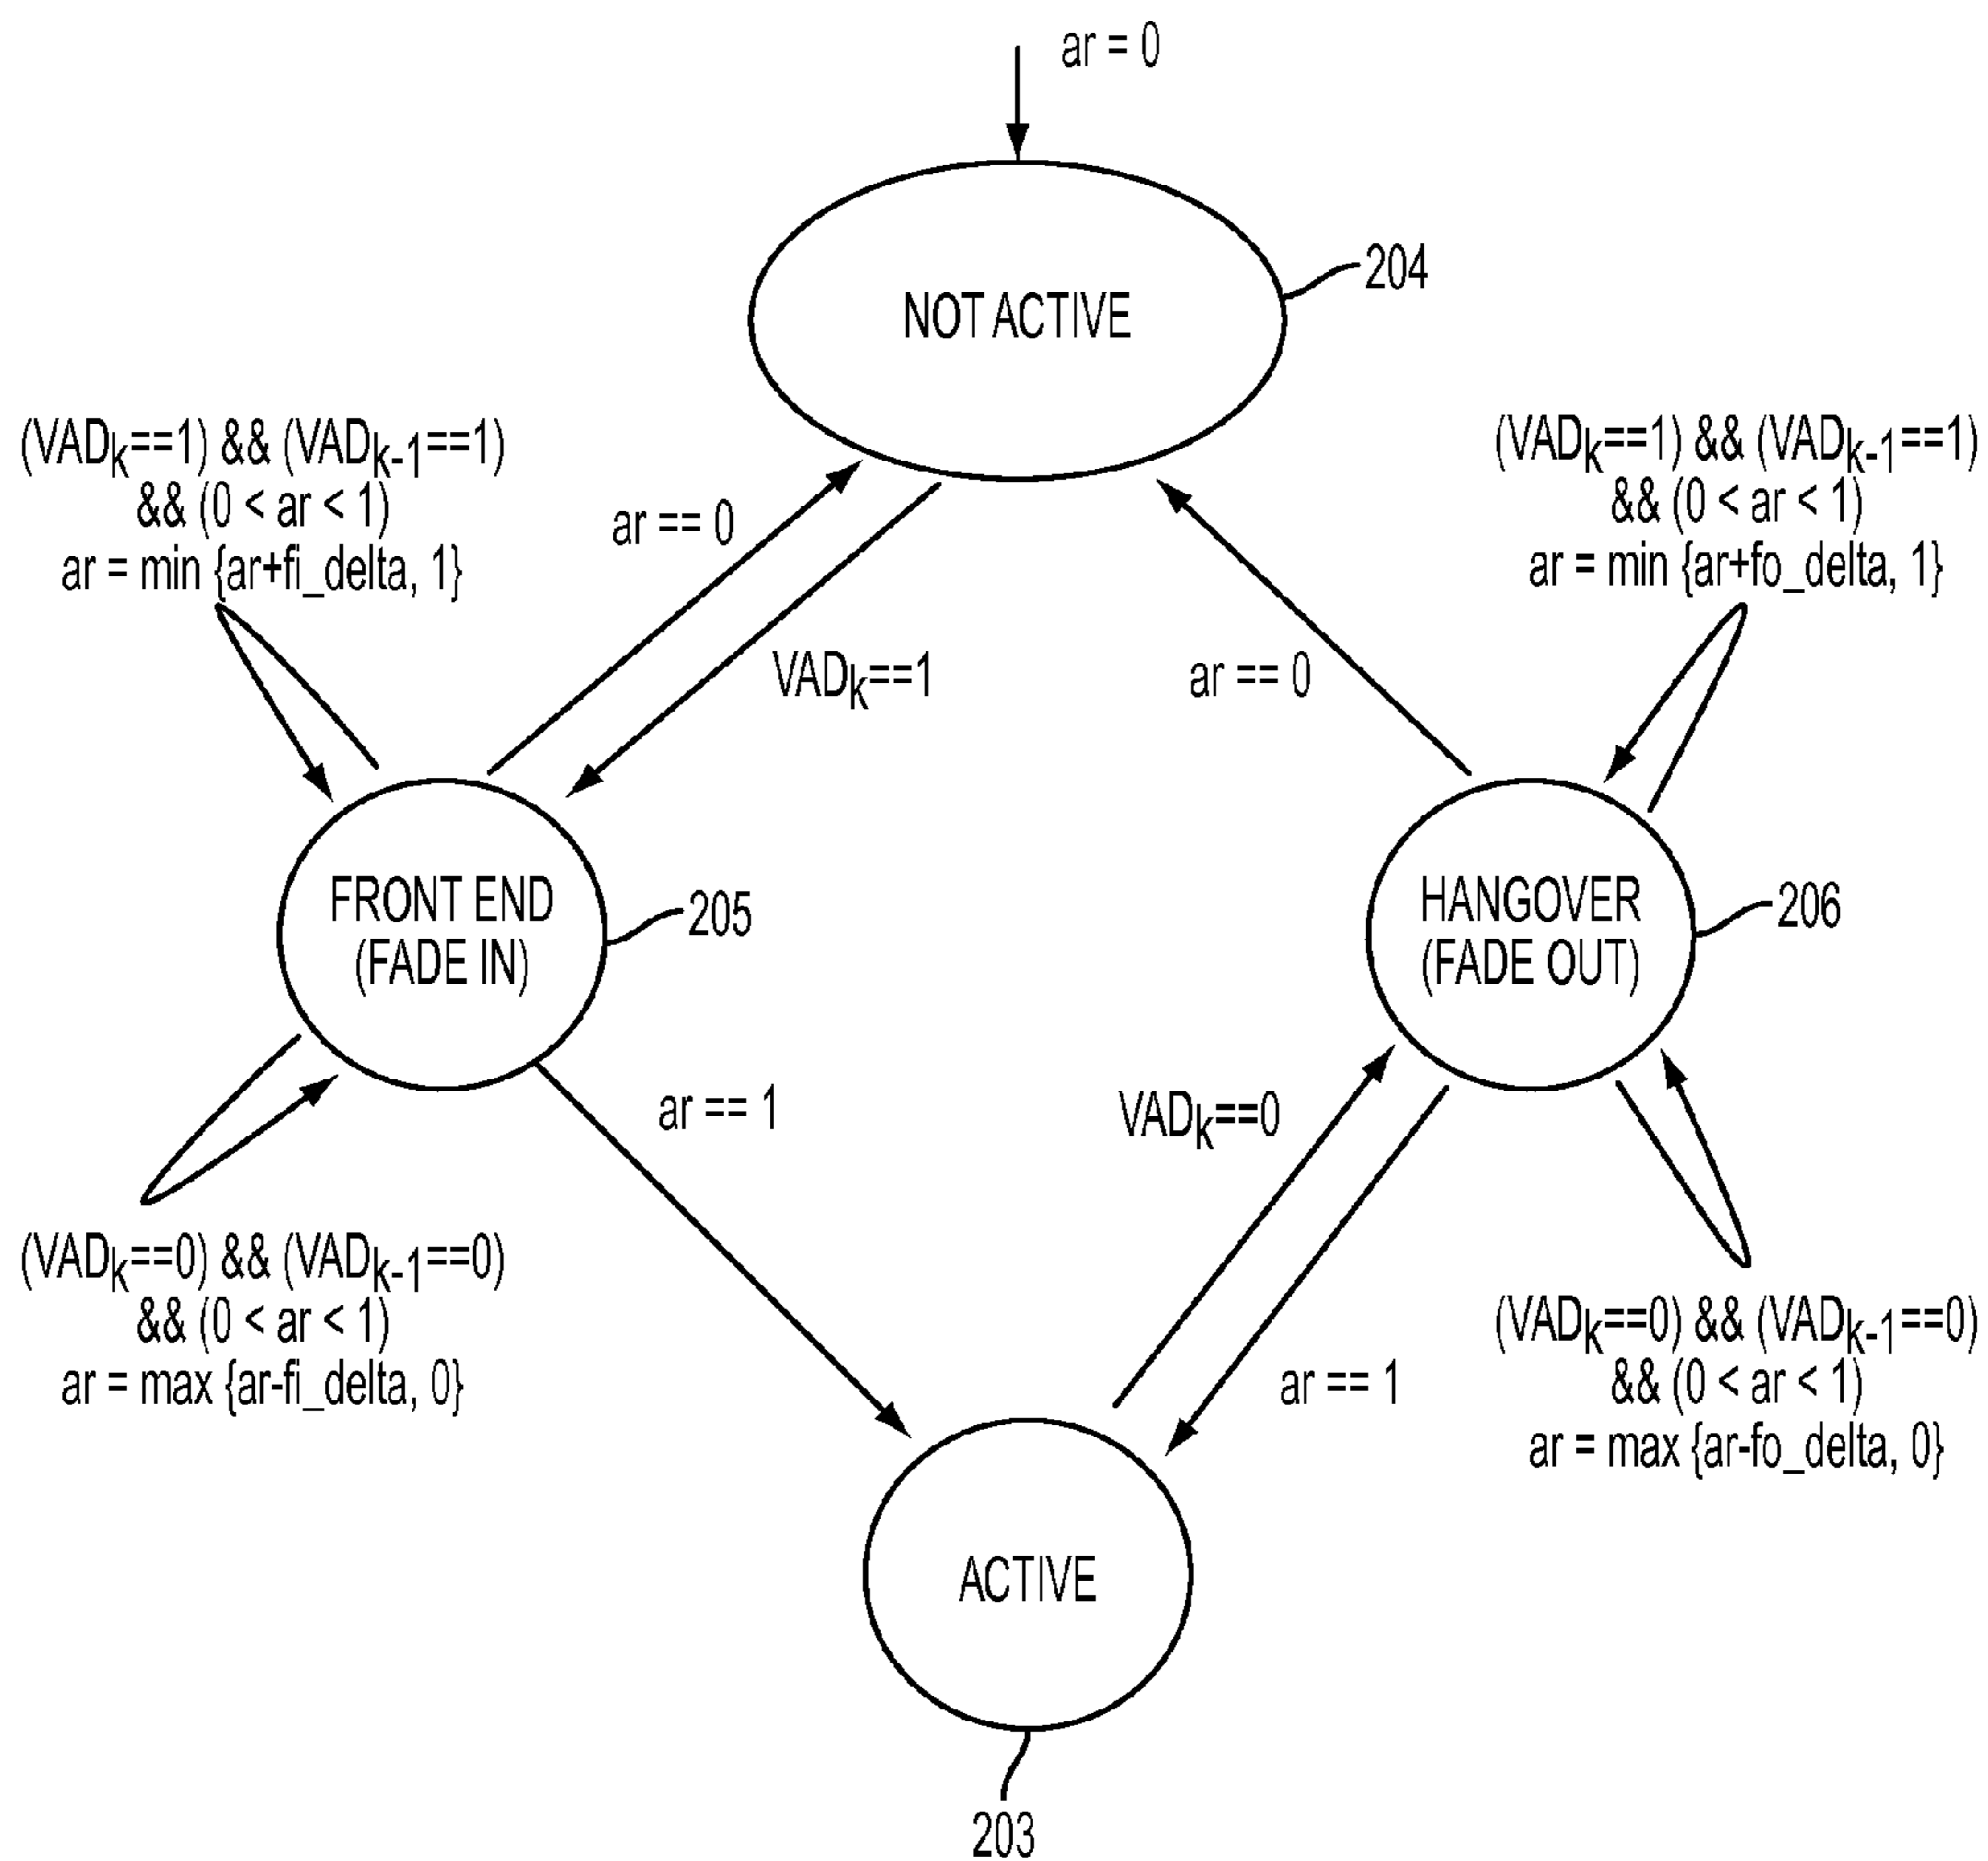 ar = 0
204
NOT ACTIVE
(VADk==1) && (VADk-1==1)
&& (0 < ar < 1)
ar = min {ar+fi_delta, 1}
(VADk==1) && (VADk-1==1)
&& (0 < ar < 1)
ar = min {ar+fo_delta, 1}
ar == 0
VADk==1
ar == 0
FRONT END
(FADE IN)
205
HANGOVER
(FADE OUT)
206
ar == 1
VADk==0
(VADk==0) && (VADk-1==0)
&& (0 < ar < 1)
ar = max {ar-fi_delta, 0}
ar == 1
(VADk==0) && (VADk-1==0)
&& (0 < ar < 1)
ar = max {ar-fo_delta, 0}
ACTIVE
203